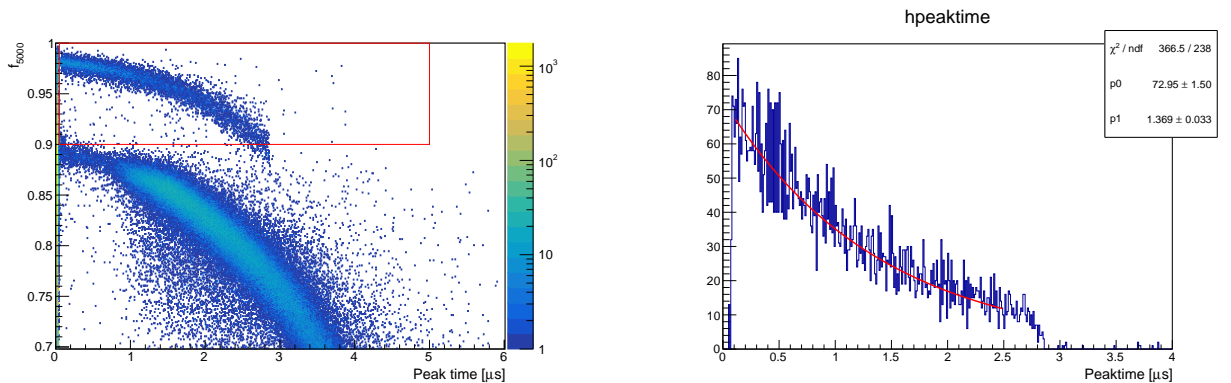 f₅₀₀₀
1
0.95
0.9
0.85
0.8
0.75
0.7
0 1 2 3 4 5 6
Peak time [μs]
10³
10²
10
1
hpeaktime
χ² / ndf 366.5 / 238
p0 72.95 ± 1.50
p1 1.369 ± 0.033
80
70
60
50
40
30
20
10
0
0 0.5 1 1.5 2 2.5 3 3.5 4
Peaktime [μs]